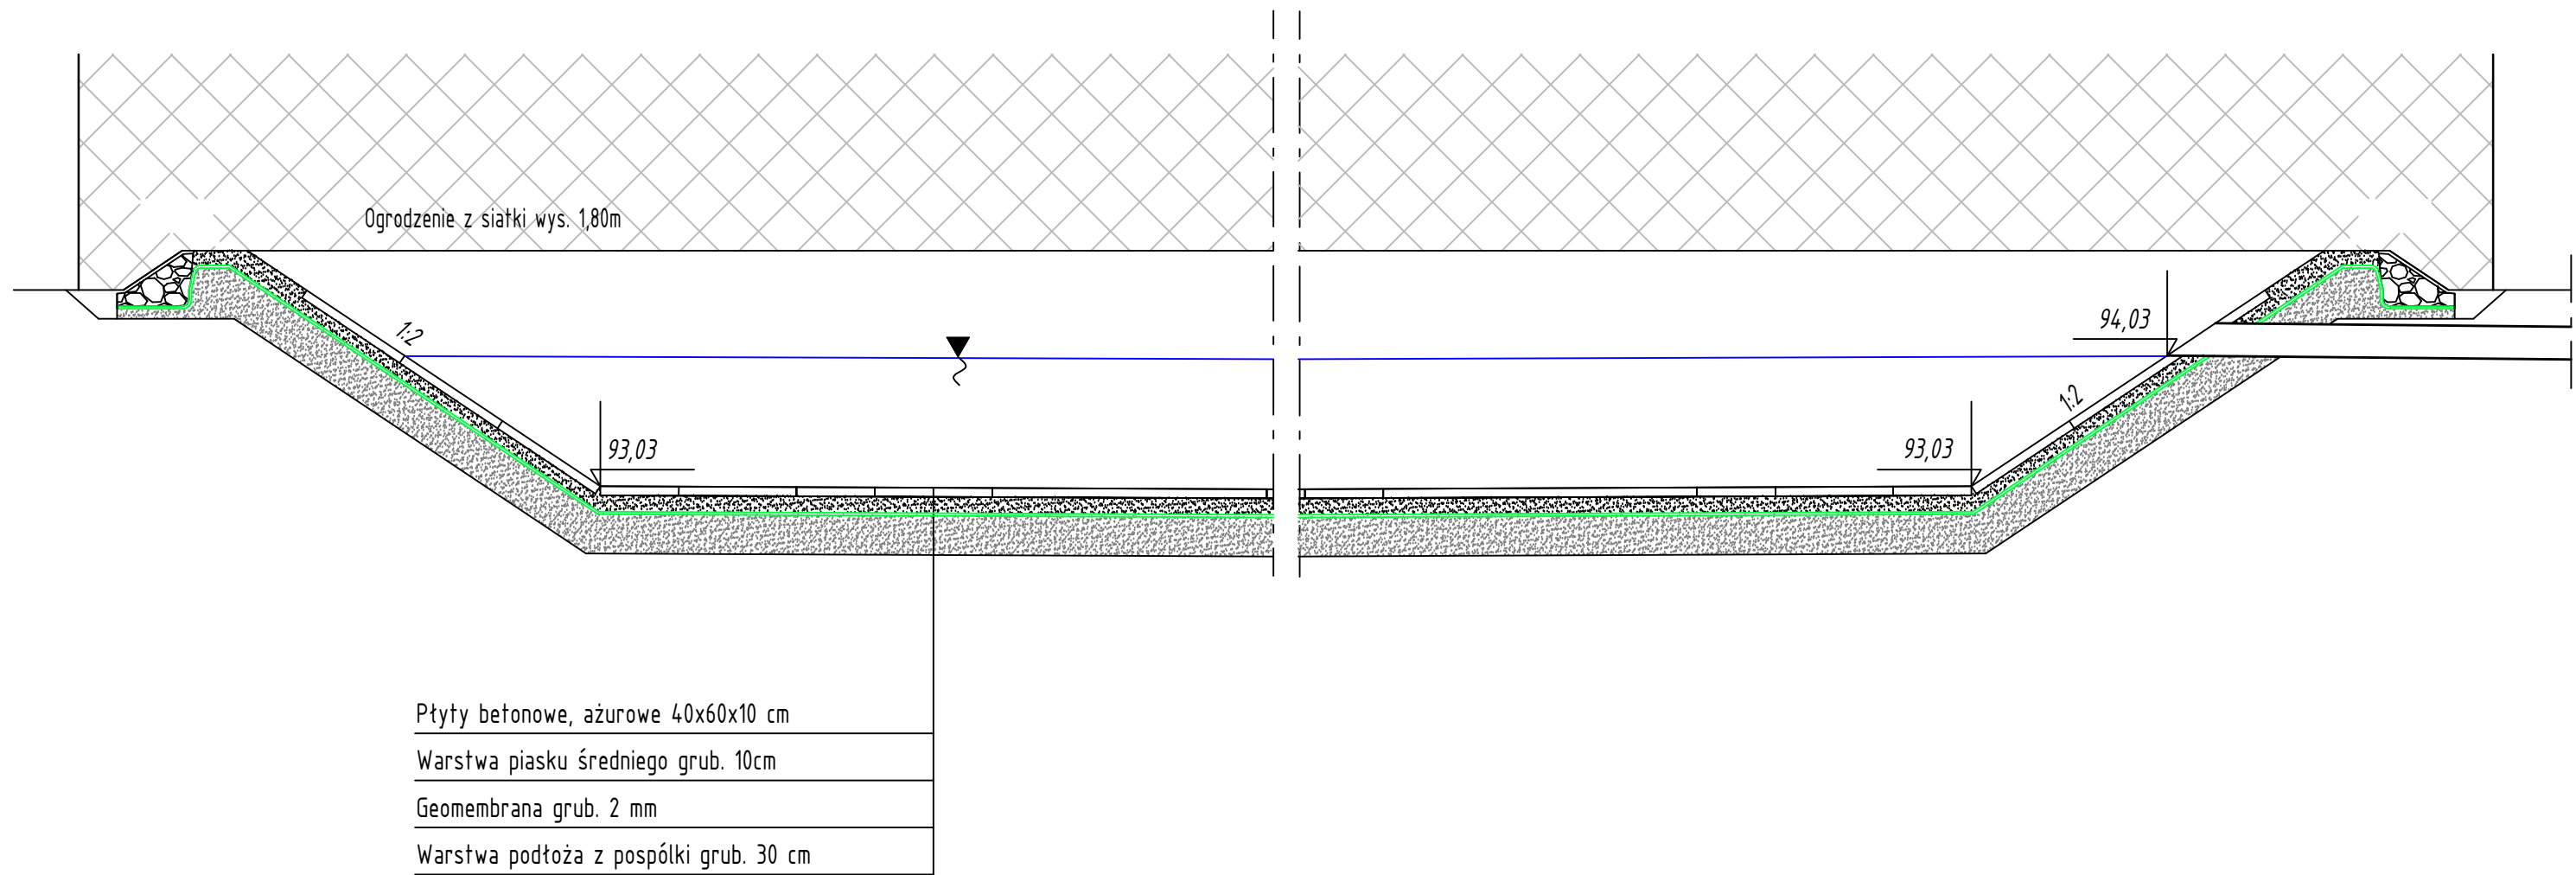 Ogrodzenie z siatki wys. 1,80m
1:2
94,03
1:2
93,03
93,03
Płyty betonowe, ażurowe 40x60x10 cm
Warstwa piasku średniego grub. 10cm
Geomembrana grub. 2 mm
Warstwa podłoża z pospólki grub. 30 cm